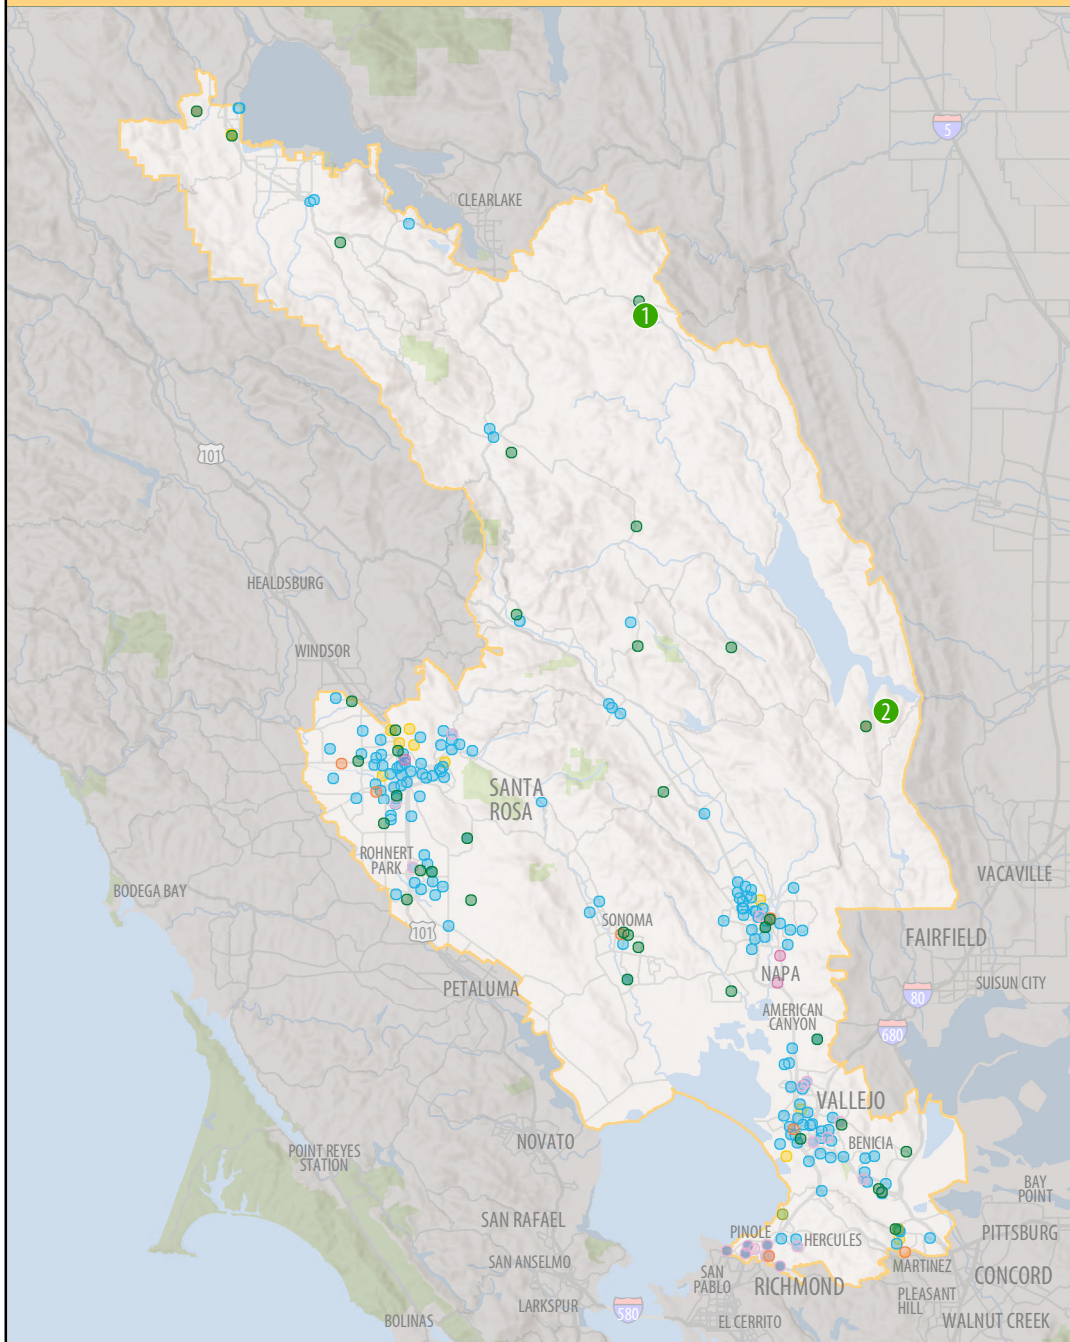 5
CLEARLAKE
1
101
HEALDSBURG
WINDSOR
2
SANTA
ROSA
ROHNERT
PARK
VACAVILLE
BODEGA BAY
SONOMA
101
FAIRFIELD
NAPA
PETALUMA
SUISUN CITY
80
AMERICAN
CANYON
680
VALLEJO
NOVATO
BENICIA
POINT REYES
STATION
BAY
POINT
SAN RAFAEL
PINOLE
HERCULES
PITTSBURG
SAN ANSELMO
MARTINEZ
SAN
PABLO
RICHMOND
CONCORD
PLEASANT
HILL
LARKSPUR
580
BOLINAS
EL CERRITO
WALNUT CREEK